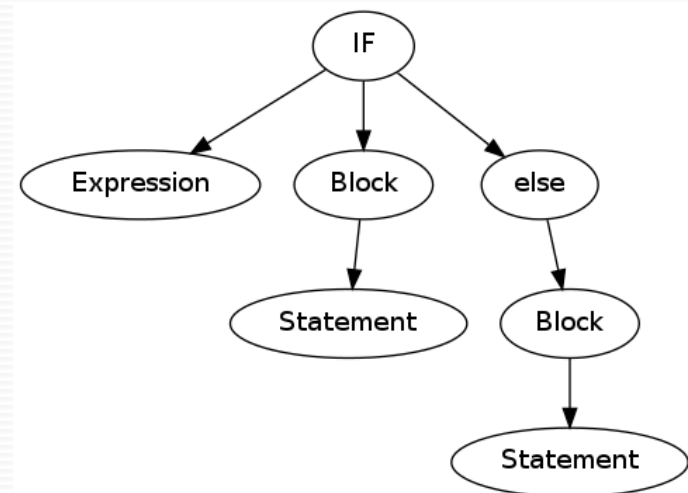 IF
Expression
Block
else
Statement
Block
Statement